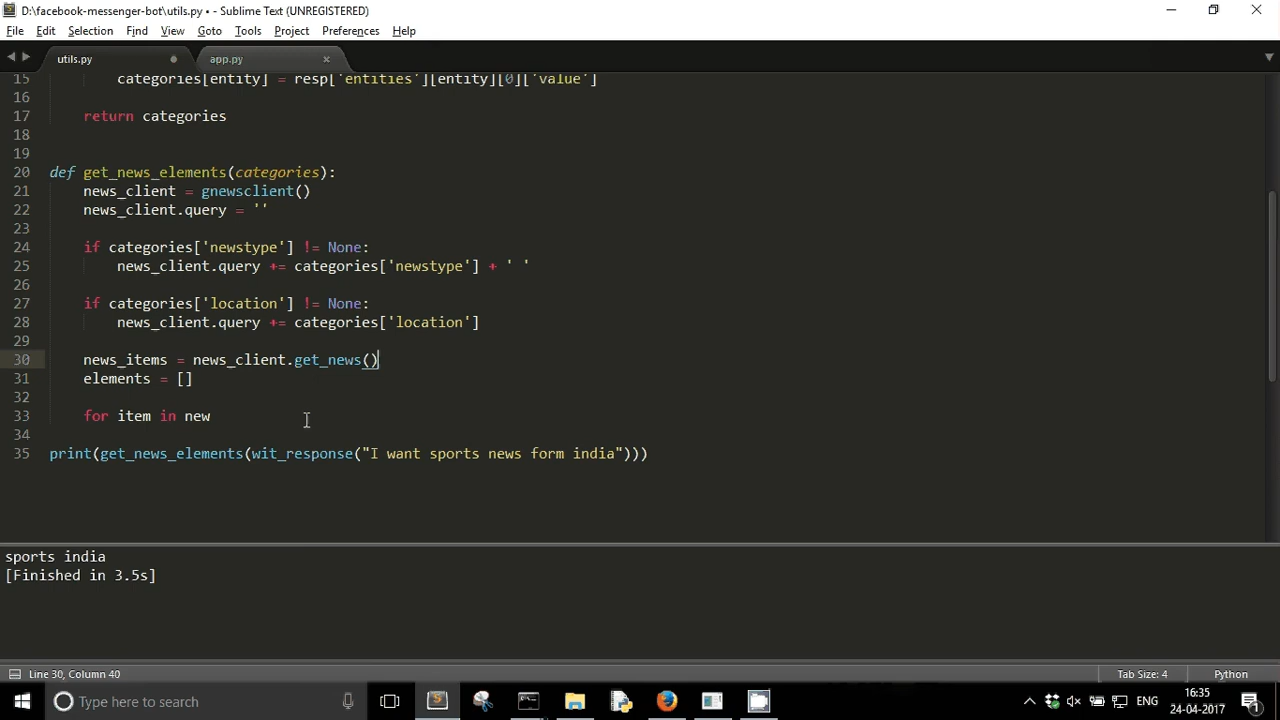 D:\facebook-messenger-bot\utils.py • - Sublime Text (UNREGISTERED)
File Edit Selection Find View Goto Tools Project Preferences Help
utils.py app.py
15 categories[entity] = resp['entities'][entity][0]['value']
16
17 return categories
18
19
20 def get_news_elements(categories):
21 news_client = gnewsclient()
22 news_client.query = ''
23
24 if categories['newstype'] != None:
25 news_client.query += categories['newstype'] + ' '
26
27 if categories['location'] != None:
28 news_client.query += categories['location']
29
30 news_items = news_client.get_news()
31 elements = []
32
33 for item in new
34
35 print(get_news_elements(wit_response("I want sports news form india")))
sports india
[Finished in 3.5s]
Line 30, Column 40 Tab Size: 4 Python
Type here to search ENG 16:35
24-04-2017